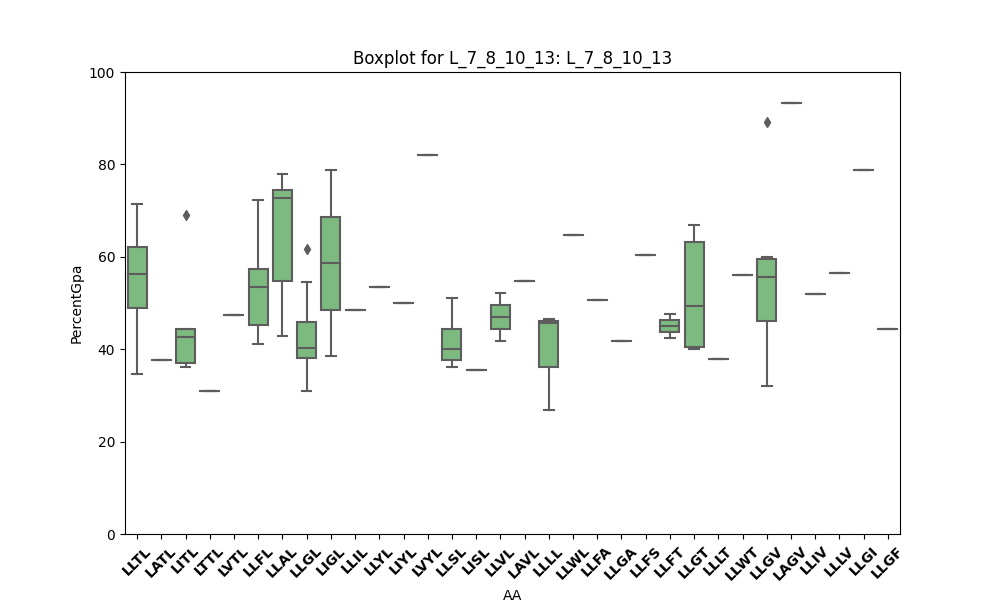 Boxplot for L_7_8_10_13: L_7_8_10_13
100
80
60
40
20
0
PercentGpa
LLTL LATL LITL LTTL LVTL LLFL LLAL LLGL LIGL LLIL LLYL LIYL LVYL LLSL LISL LLVL LAVL LLLL LLWL LLFA LLGA LLFS LLFT LLGT LLLT LLWT LLGV LAGV LLIV LLLV LLGI LLGF
AA